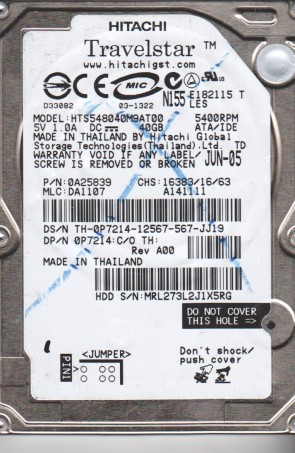 HITACHI
Travelstar ™
www.hitachigst.com
CE MIC N155 E182115 T
D33082 03-1322 LES
MODEL:HTS548040M9AT00 5400RPM
5V 1.0A DC 40GB ATA/IDE
MADE IN THAILAND BY Hitachi Global
Storage Technologies(Thailand)Ltd. TD
WARRANTY VOID IF ANY LABEL/ JUN-05
SCREW IS REMOVED OR BROKEN
P/N:0A25839 CHS:16383/16/63
MLC:DA1107 A141111
DS/N TH-0P7214-12567-567-JJ19
DP/N 0P7214:C/O TH:
Rev A00
MADE IN THAILAND
HDD S/N:MRL273L2J1X5RG
DO NOT COVER
THIS HOLE =>
<JUMPER>
PIN1
Don't shock/
push cover